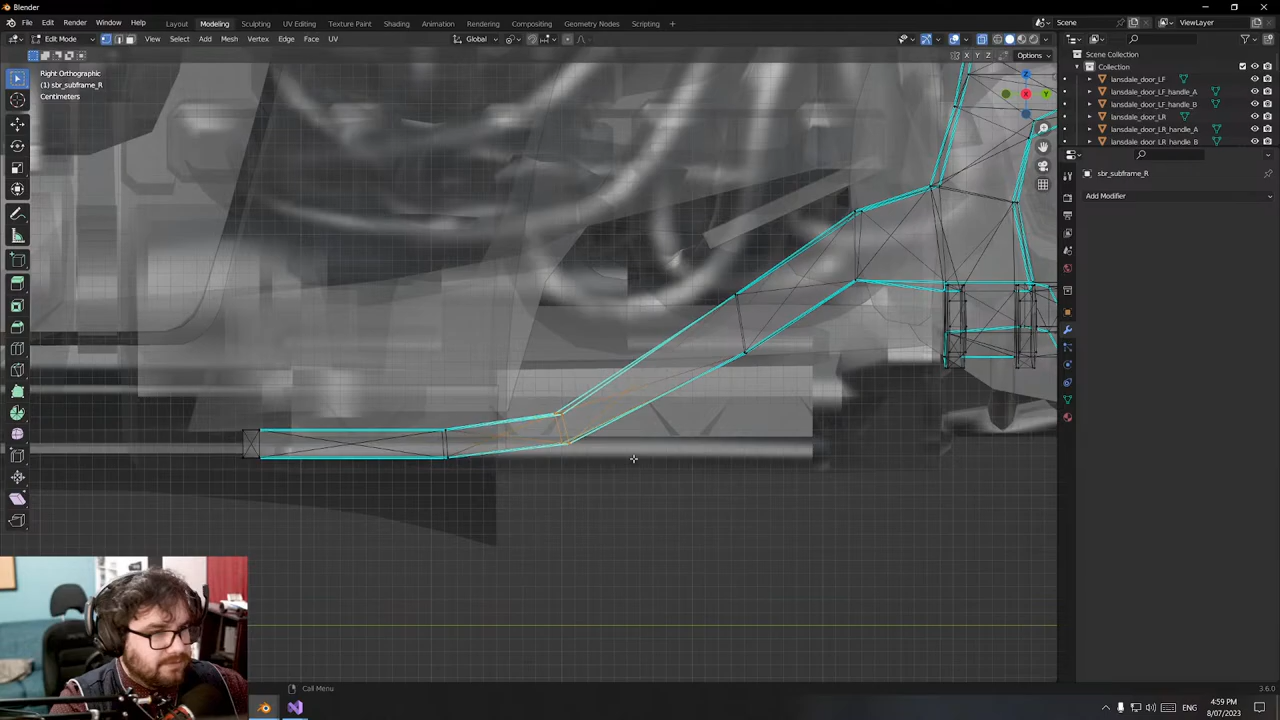 Blender
File Edit Render Window Help Layout Modeling Sculpting UV Editing Texture Paint Shading Animation Rendering Compositing Geometry Nodes Scripting + Scene ViewLayer
Edit Mode View Select Add Mesh Vertex Edge Face UV Global
X Y Z Options
Right Orthographic
(1) sbr_subframe_R
Centimeters
Z
X
Y
Scene Collection
Collection
lansdale_door_LF
lansdale_door_LF_handle_A
lansdale_door_LF_handle_B
lansdale_door_LR
lansdale_door_LR_handle_A
lansdale_door_LR_handle_B
sbr_subframe_R
Add Modifier
Call Menu
3.6.0
ENG
4:59 PM
8/07/2023